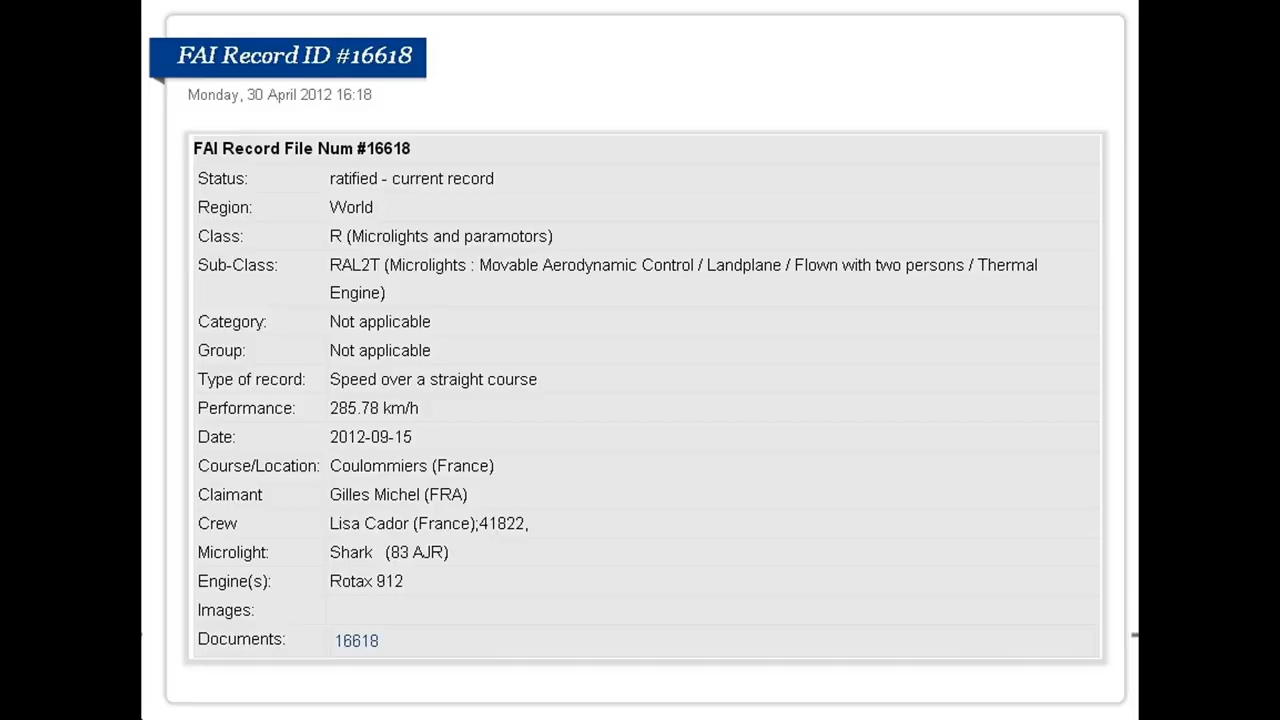 FAI Record ID #16618
Monday, 30 April 2012 16:18
FAI Record File Num #16618
Status: ratified - current record
Region: World
Class: R (Microlights and paramotors)
Sub-Class: RAL2T (Microlights : Movable Aerodynamic Control / Landplane / Flown with two persons / Thermal
Engine)
Category: Not applicable
Group: Not applicable
Type of record: Speed over a straight course
Performance: 285.78 km/h
Date: 2012-09-15
Course/Location: Coulommiers (France)
Claimant Gilles Michel (FRA)
Crew Lisa Cador (France);41822,
Microlight: Shark (83 AJR)
Engine(s): Rotax 912
Images:
Documents: 16618